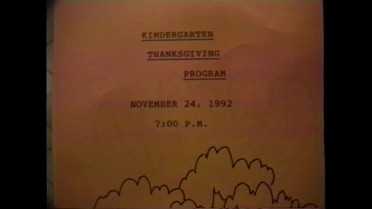 KINDERGARTEN
THANKSGIVING
PROGRAM
NOVEMBER 24, 1992
7:00 P.M.